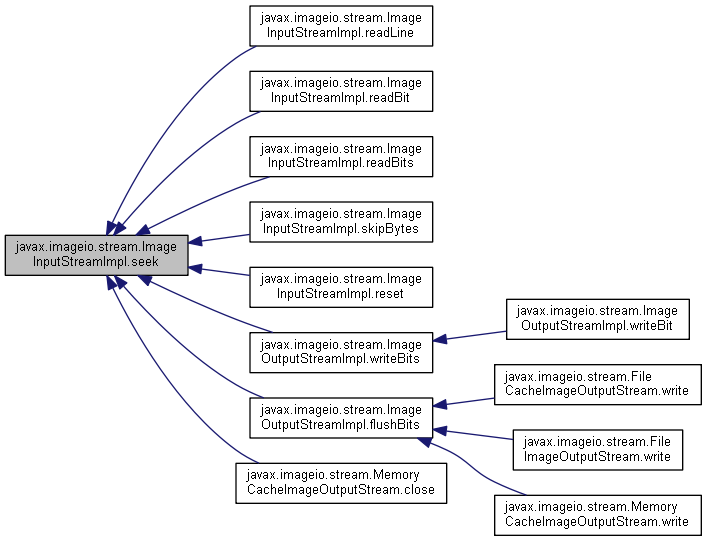 javax.imageio.stream.Image
InputStreamImpl.readLine
javax.imageio.stream.Image
InputStreamImpl.readBit
javax.imageio.stream.Image
InputStreamImpl.readBits
javax.imageio.stream.Image
InputStreamImpl.skipBytes
javax.imageio.stream.Image
InputStreamImpl.seek
javax.imageio.stream.Image
InputStreamImpl.reset
javax.imageio.stream.Image
OutputStreamImpl.writeBits
javax.imageio.stream.Image
OutputStreamImpl.writeBit
javax.imageio.stream.Image
OutputStreamImpl.flushBits
javax.imageio.stream.File
CacheImageOutputStream.write
javax.imageio.stream.File
ImageOutputStream.write
javax.imageio.stream.Memory
CacheImageOutputStream.close
javax.imageio.stream.Memory
CacheImageOutputStream.write